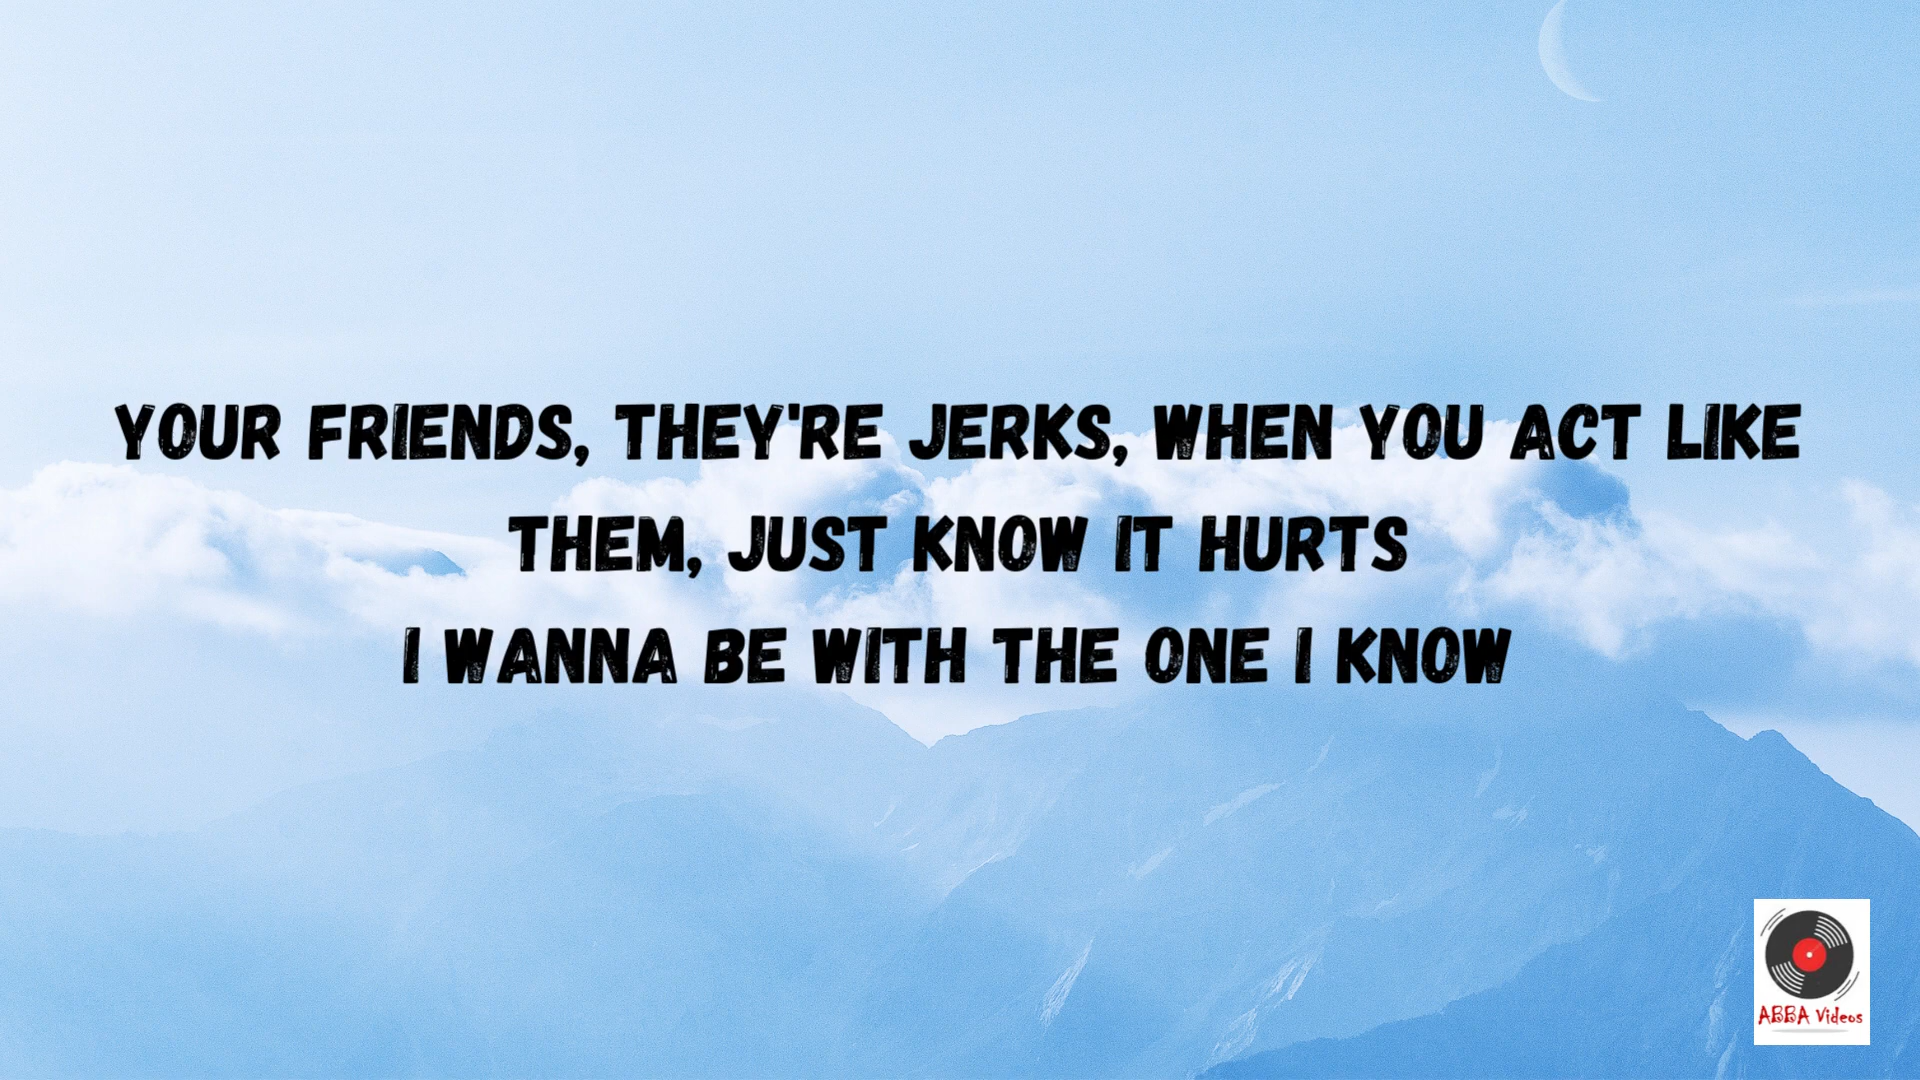 YOUR FRIENDS, THEY'RE JERKS, WHEN YOU ACT LIKE
THEM, JUST KNOW IT HURTS
I WANNA BE WITH THE ONE I KNOW
ABBA Videos